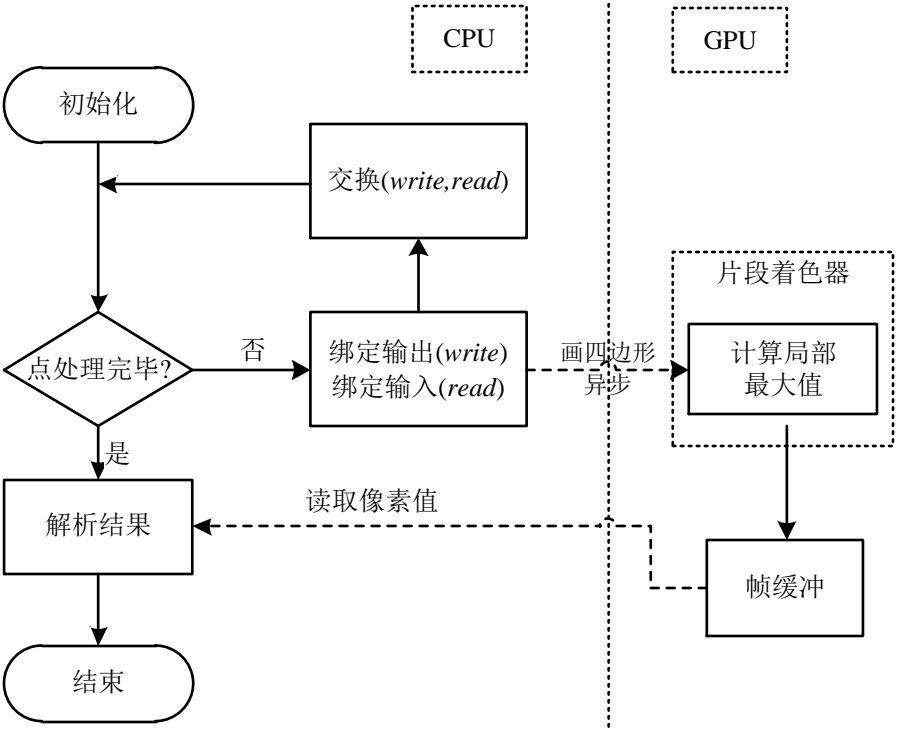 CPU
GPU
初始化
交换(write,read)
片段着色器
点处理完毕?
否
绑定输出(write)
绑定输入(read)
画四边形
异步
计算局部
最大值
是
解析结果
读取像素值
帧缓冲
结束